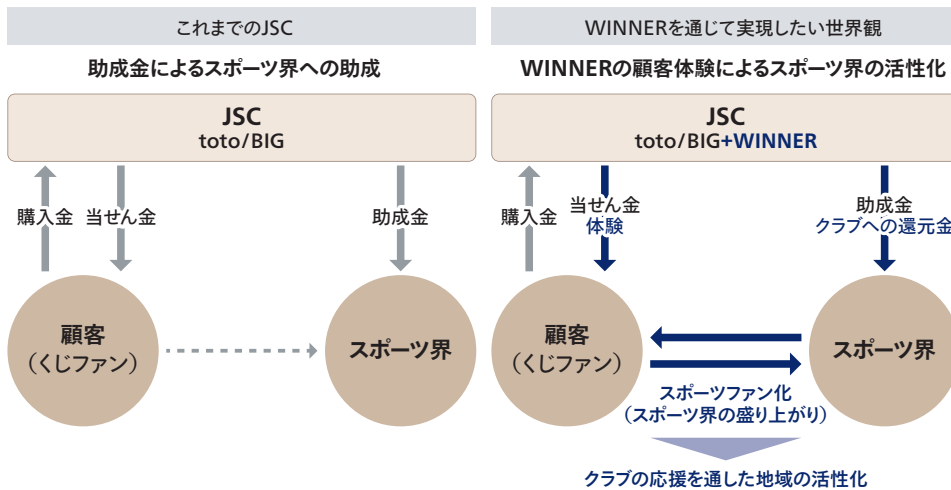 これまでのJSC
助成金によるスポーツ界への助成
JSC
toto/BIG
購入金
当せん金
助成金
顧客
（くじファン）
スポーツ界
WINNERを通じて実現したい世界観
WINNERの顧客体験によるスポーツ界の活性化
JSC
toto/BIG+WINNER
購入金
当せん金
体験
助成金
クラブへの還元金
顧客
（くじファン）
スポーツ界
スポーツファン化
（スポーツ界の盛り上がり）
クラブの応援を通した地域の活性化